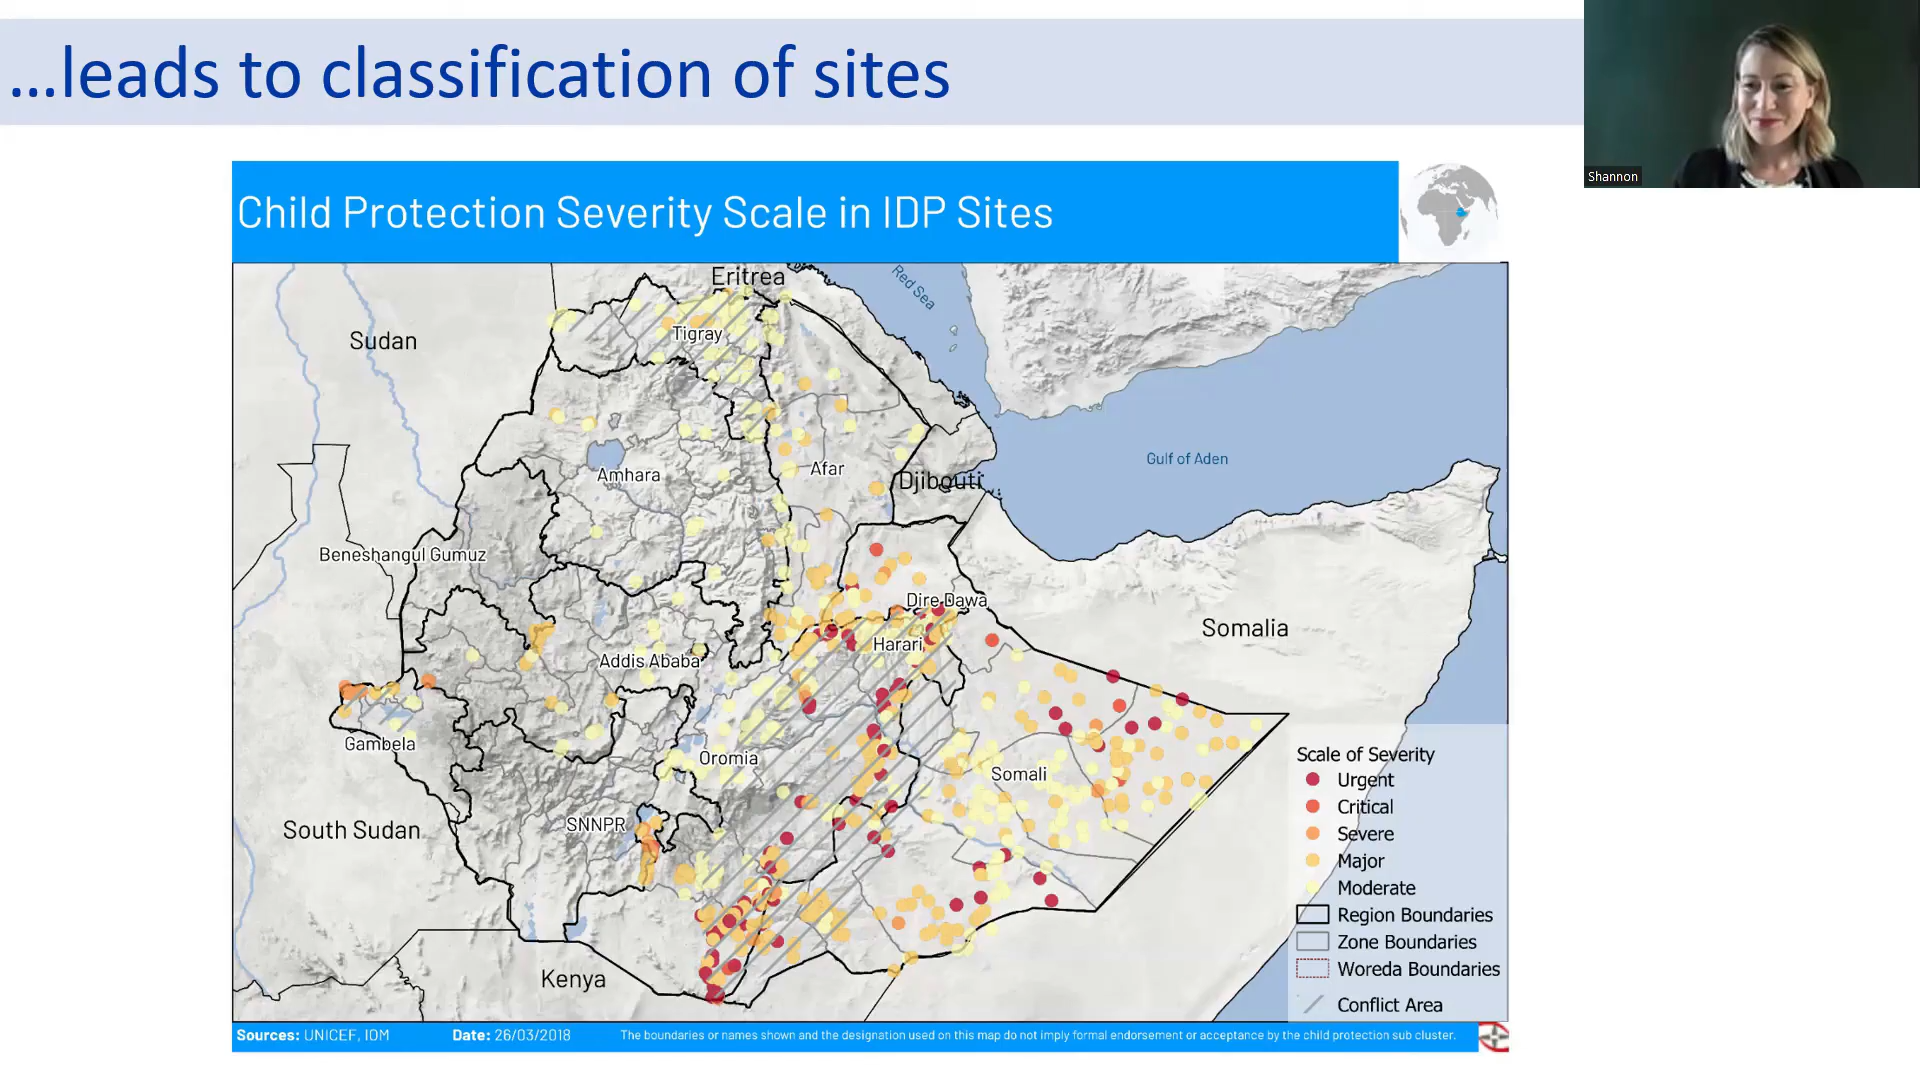 ...leads to classification of sites
Shannon
Child Protection Severity Scale in IDP Sites
Eritrea
Red Sea
Sudan
Tigray
Gulf of Aden
Amhara
Afar
Djibouti
Beneshangul Gumuz
Dire Dawa
Somalia
Harari
Addis Ababa
Gambela
Oromia
Somali
SNNPR
South Sudan
Kenya
Scale of Severity
Urgent
Critical
Severe
Major
Moderate
Region Boundaries
Zone Boundaries
Woreda Boundaries
Conflict Area
Sources: UNICEF, IOM
Date: 26/03/2018
The boundaries or names shown and the designation used on this map do not imply formal endorsement or acceptance by the child protection sub cluster.